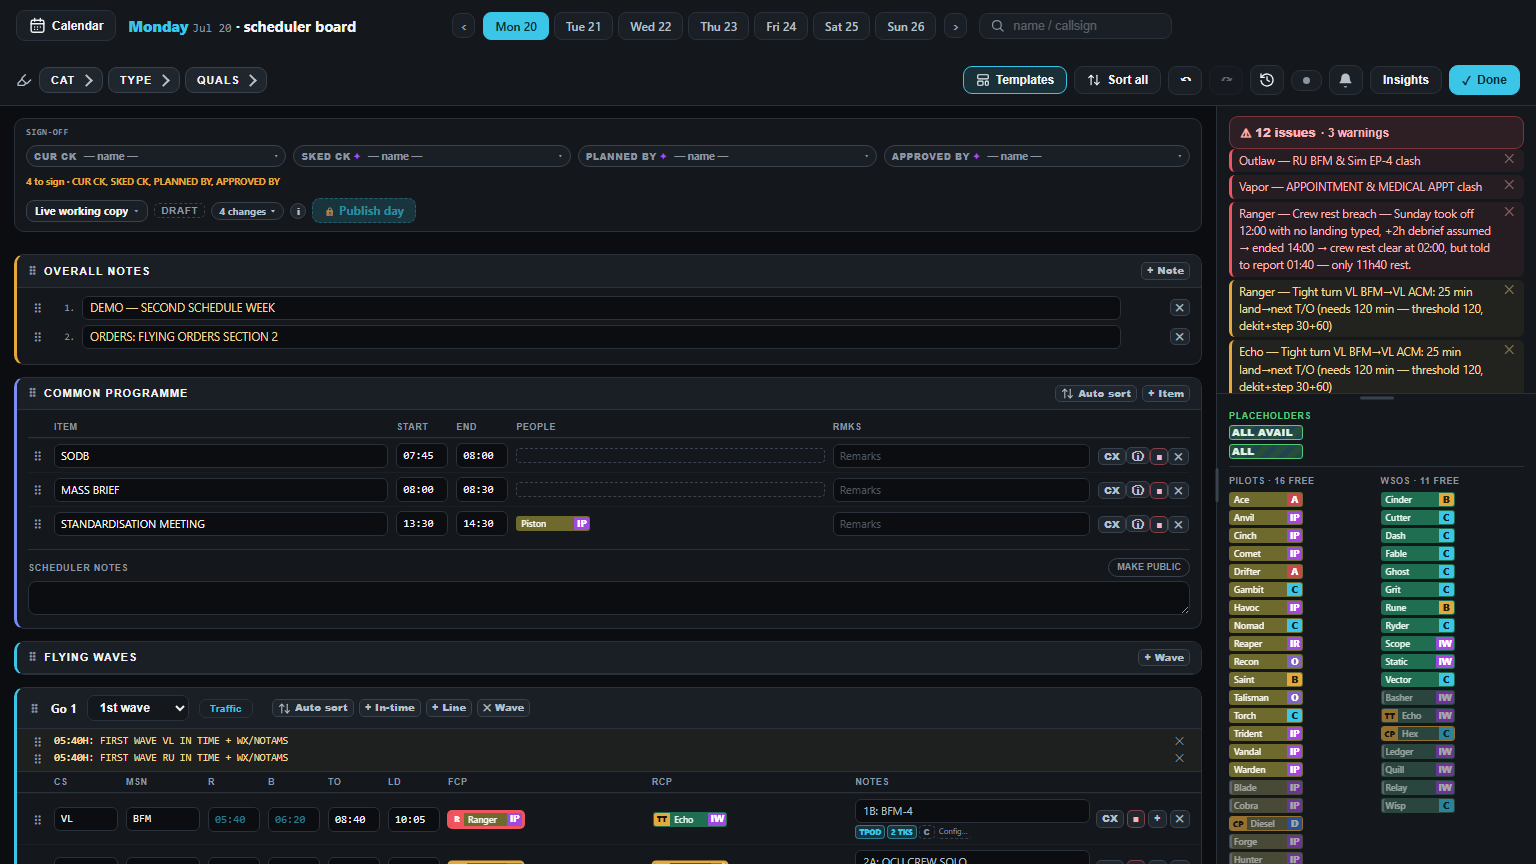 Calendar
Monday Jul 20 · scheduler board
‹ Mon 20 Tue 21 Wed 22 Thu 23 Fri 24 Sat 25 Sun 26 ›
name / callsign
CAT TYPE QUALS
Templates Sort all Insights ✓ Done
SIGN-OFF
CUR CK — name —
SKED CK ✦ — name —
PLANNED BY ✦ — name —
APPROVED BY ✦ — name —
4 to sign · CUR CK, SKED CK, PLANNED BY, APPROVED BY
Live working copy DRAFT 4 changes i Publish day
OVERALL NOTES + Note
1. DEMO — SECOND SCHEDULE WEEK
2. ORDERS: FLYING ORDERS SECTION 2
COMMON PROGRAMME Auto sort + Item
ITEM START END PEOPLE RMKS
SODB 07:45 08:00 Remarks CX
MASS BRIEF 08:00 08:30 Remarks CX
STANDARDISATION MEETING 13:30 14:30 Piston IP Remarks CX
SCHEDULER NOTES MAKE PUBLIC
FLYING WAVES + Wave
Go 1 1st wave Traffic Auto sort + In-time + Line ✕ Wave
05:40H: FIRST WAVE VL IN TIME + WX/NOTAMS
05:40H: FIRST WAVE RU IN TIME + WX/NOTAMS
CS MSN R B TO LD FCP RCP NOTES
VL BFM 05:40 06:20 08:40 10:05 R Ranger IP TT Echo IW 1B: BFM-4 CX
TPOD 2 TKS C Config...
2A: OCU CREW SOLO
⚠ 12 issues · 3 warnings
Outlaw — RU BFM & Sim EP-4 clash
Vapor — APPOINTMENT & MEDICAL APPT clash
Ranger — Crew rest breach — Sunday took off
12:00 with no landing typed, +2h debrief assumed
→ ended 14:00 → crew rest clear at 02:00, but told
to report 01:40 — only 11h40 rest.
Ranger — Tight turn VL BFM→VL ACM: 25 min
land→next T/O (needs 120 min — threshold 120,
dekit+step 30+60)
Echo — Tight turn VL BFM→VL ACM: 25 min
land→next T/O (needs 120 min — threshold 120,
dekit+step 30+60)
PLACEHOLDERS
ALL AVAIL
ALL
PILOTS · 16 FREE
Ace A
Anvil IP
Cinch IP
Comet IP
Drifter A
Gambit C
Havoc IP
Nomad C
Reaper IR
Recon O
Saint B
Talisman O
Torch C
Trident IP
Vandal IP
Warden IP
Blade IP
Cobra IP
CP Diesel D
Forge IP
Hunter IP
WSOS · 11 FREE
Cinder B
Cutter C
Dash C
Fable C
Ghost C
Grit C
Rune B
Ryder C
Scope IW
Static IW
Vector C
Basher IW
TT Echo IW
CP Hex C
Ledger IW
Quill IW
Relay IW
Wisp C